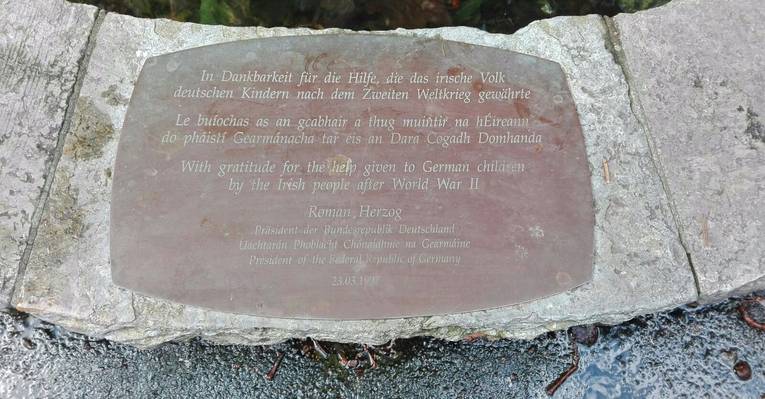 In Dankbarkeit für die Hilfe, die das irische Volk
deutschen Kindern nach dem Zweiten Weltkrieg gewährte
Le buíochas as an gcabhair a thug muintir na hÉireann
do pháistí Gearmánacha tar éis an Dara Cogadh Domhanda
With gratitude for the help given to German children
by the Irish people after World War II
Roman Herzog
Präsident der Bundesrepublik Deutschland
Uachtarán Phoblacht Chónaidhme na Gearmáine
President of the Federal Republic of Germany
23.03.1997